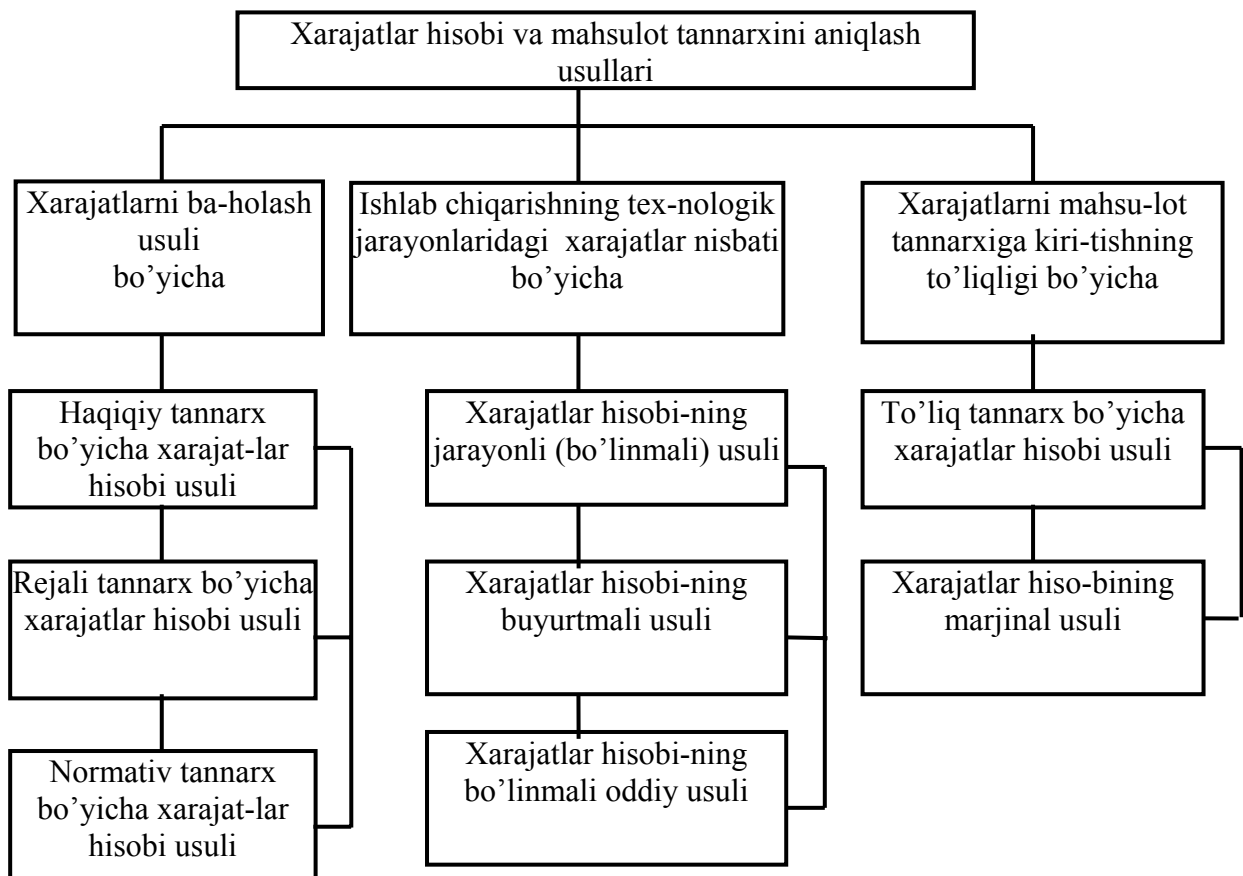 Xarajatlar hisobi va mahsulot tannarxini aniqlash
usullari
Xarajatlarni ba-holash
usuli
bo’yicha
Ishlab chiqarishning tex-nologik
jarayonlaridagi xarajatlar nisbati
bo’yicha
Xarajatlarni mahsu-lot
tannarxiga kiri-tishning
to’liqligi bo’yicha
Haqiqiy tannarx
bo’yicha xarajat-lar
hisobi usuli
Rejali tannarx bo’yicha
xarajatlar hisobi usuli
Normativ tannarx
bo’yicha xarajat-lar
hisobi usuli
Xarajatlar hisobi-ning
jarayonli (bo’linmali) usuli
Xarajatlar hisobi-ning
buyurtmali usuli
Xarajatlar hisobi-ning
bo’linmali oddiy usuli
To’liq tannarx bo’yicha
xarajatlar hisobi usuli
Xarajatlar hiso-bining
marjinal usuli